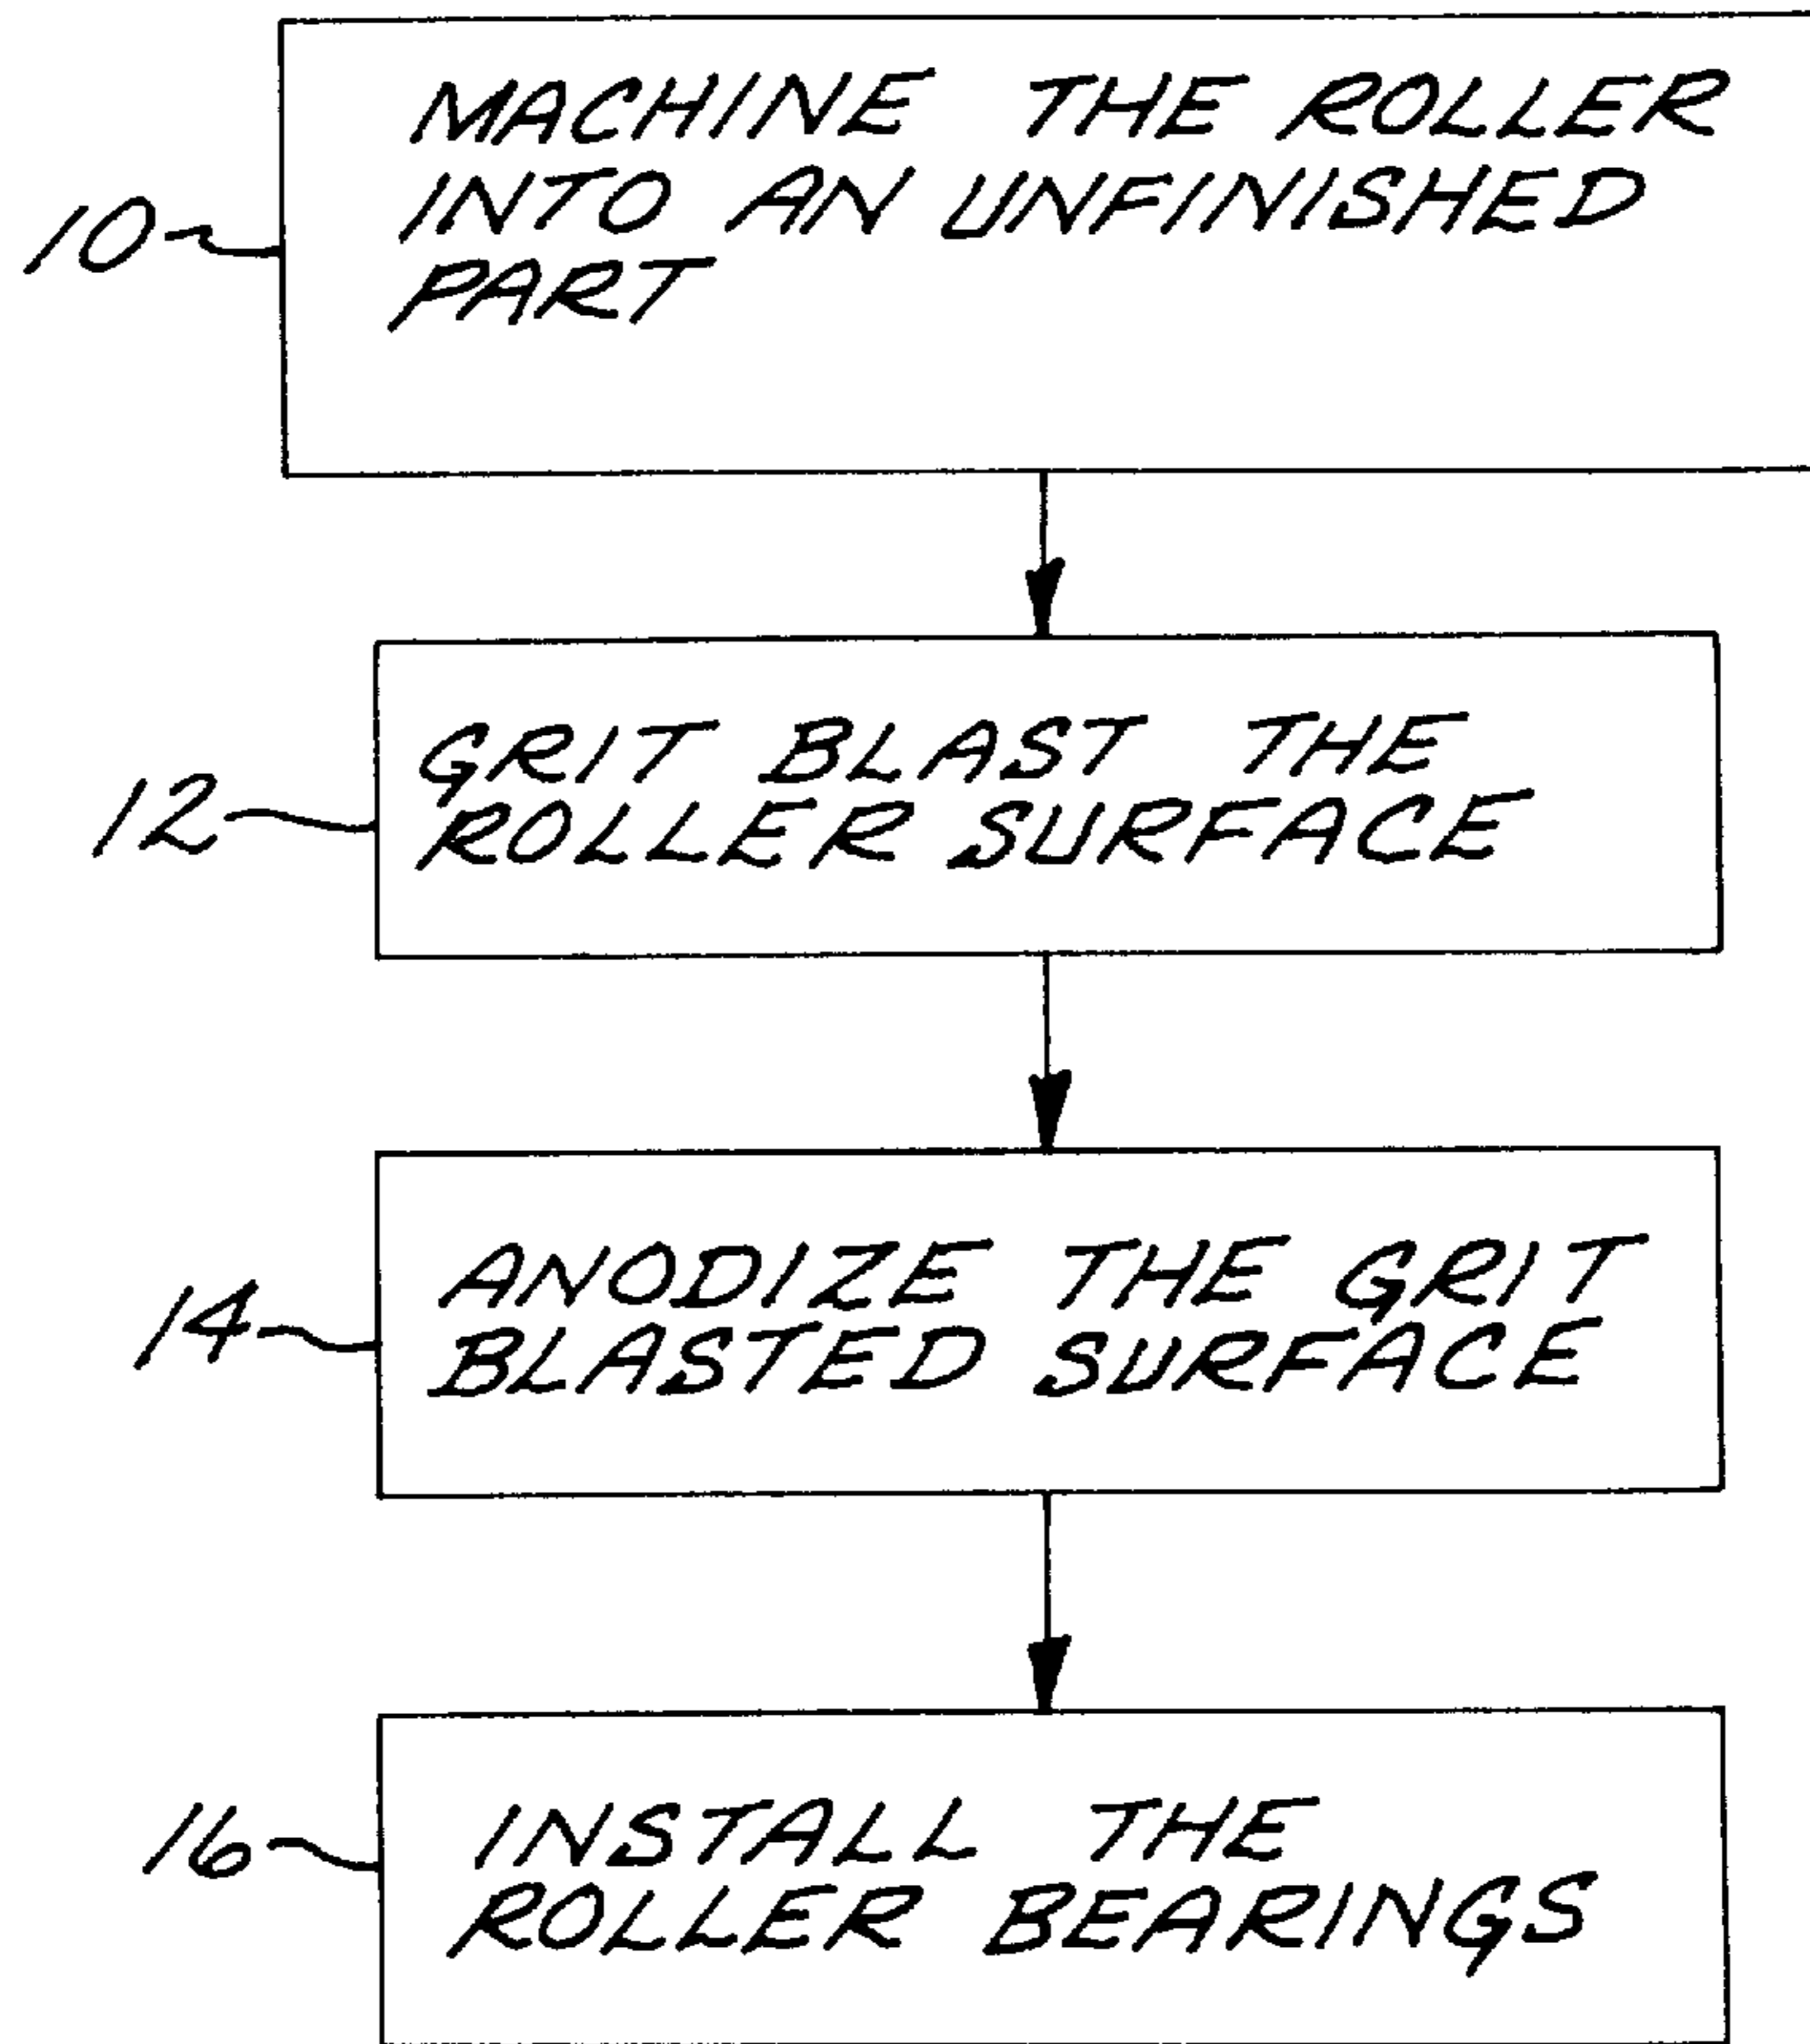 MACHINE THE ROLLER
INTO AN UNFINISHED
PART
10
GRIT BLAST THE
ROLLER SURFACE
12
ANODIZE THE GRIT
BLASTED SURFACE
14
INSTALL THE
ROLLER BEARINGS
16